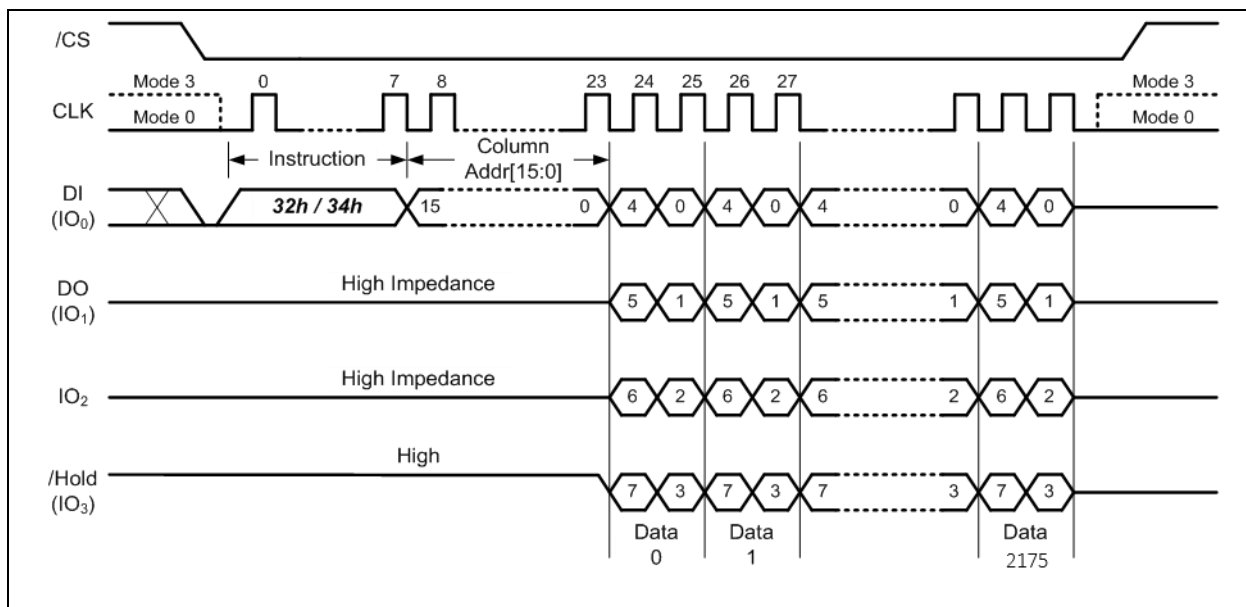 /CS
Mode 3 0 7 8 23 24 25 26 27 Mode 3
CLK
Mode 0 Mode 0
Instruction Column
Addr[15:0]
DI
(IO0)
32h / 34h 15 0 4 0 4 0 4 0 4 0
High Impedance
DO
(IO1)
5 1 5 1 5 1 5 1
High Impedance
IO2
6 2 6 2 6 2 6 2
High
/Hold
(IO3)
7 3 7 3 7 3 7 3
Data Data Data
0 1 2175